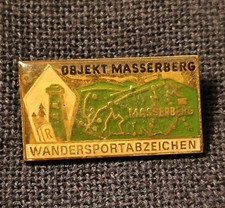 OBJEKT MASSERBERG
R
MASSERBERG
WANDERSPORTABZEICHEN